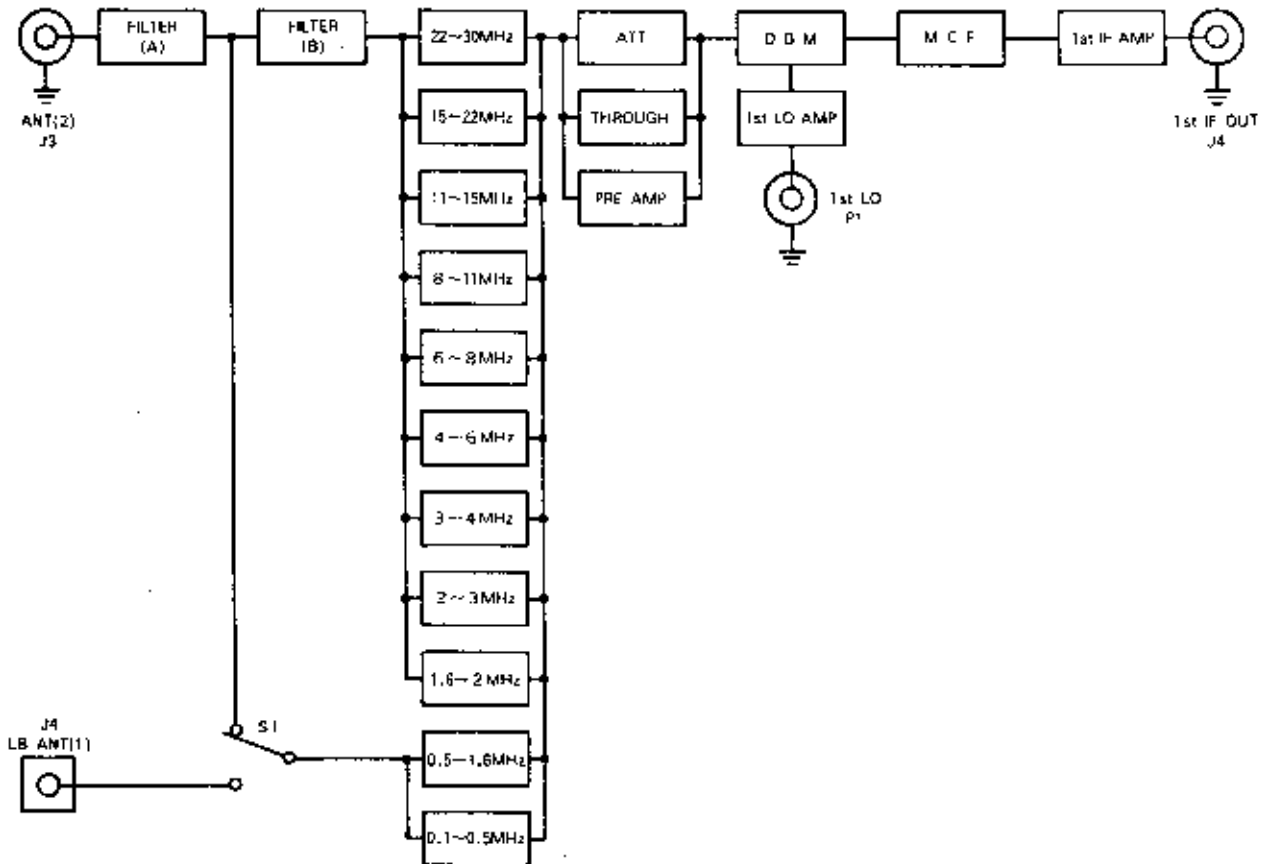 FILTER
(A)
FILTER
(B)
22~30MHz
ATT
D B M
M C F
1st IF AMP
ANT(2)
J3
15~22MHz
THROUGH
1st LO AMP
1st IF OUT
J4
11~15MHz
PRE AMP
1st LO
P1
8~11MHz
6~8MHz
4~6MHz
3~4MHz
2~3MHz
1.6~2MHz
J4
LB ANT(1)
S1
0.5~1.6MHz
0.1~0.5MHz